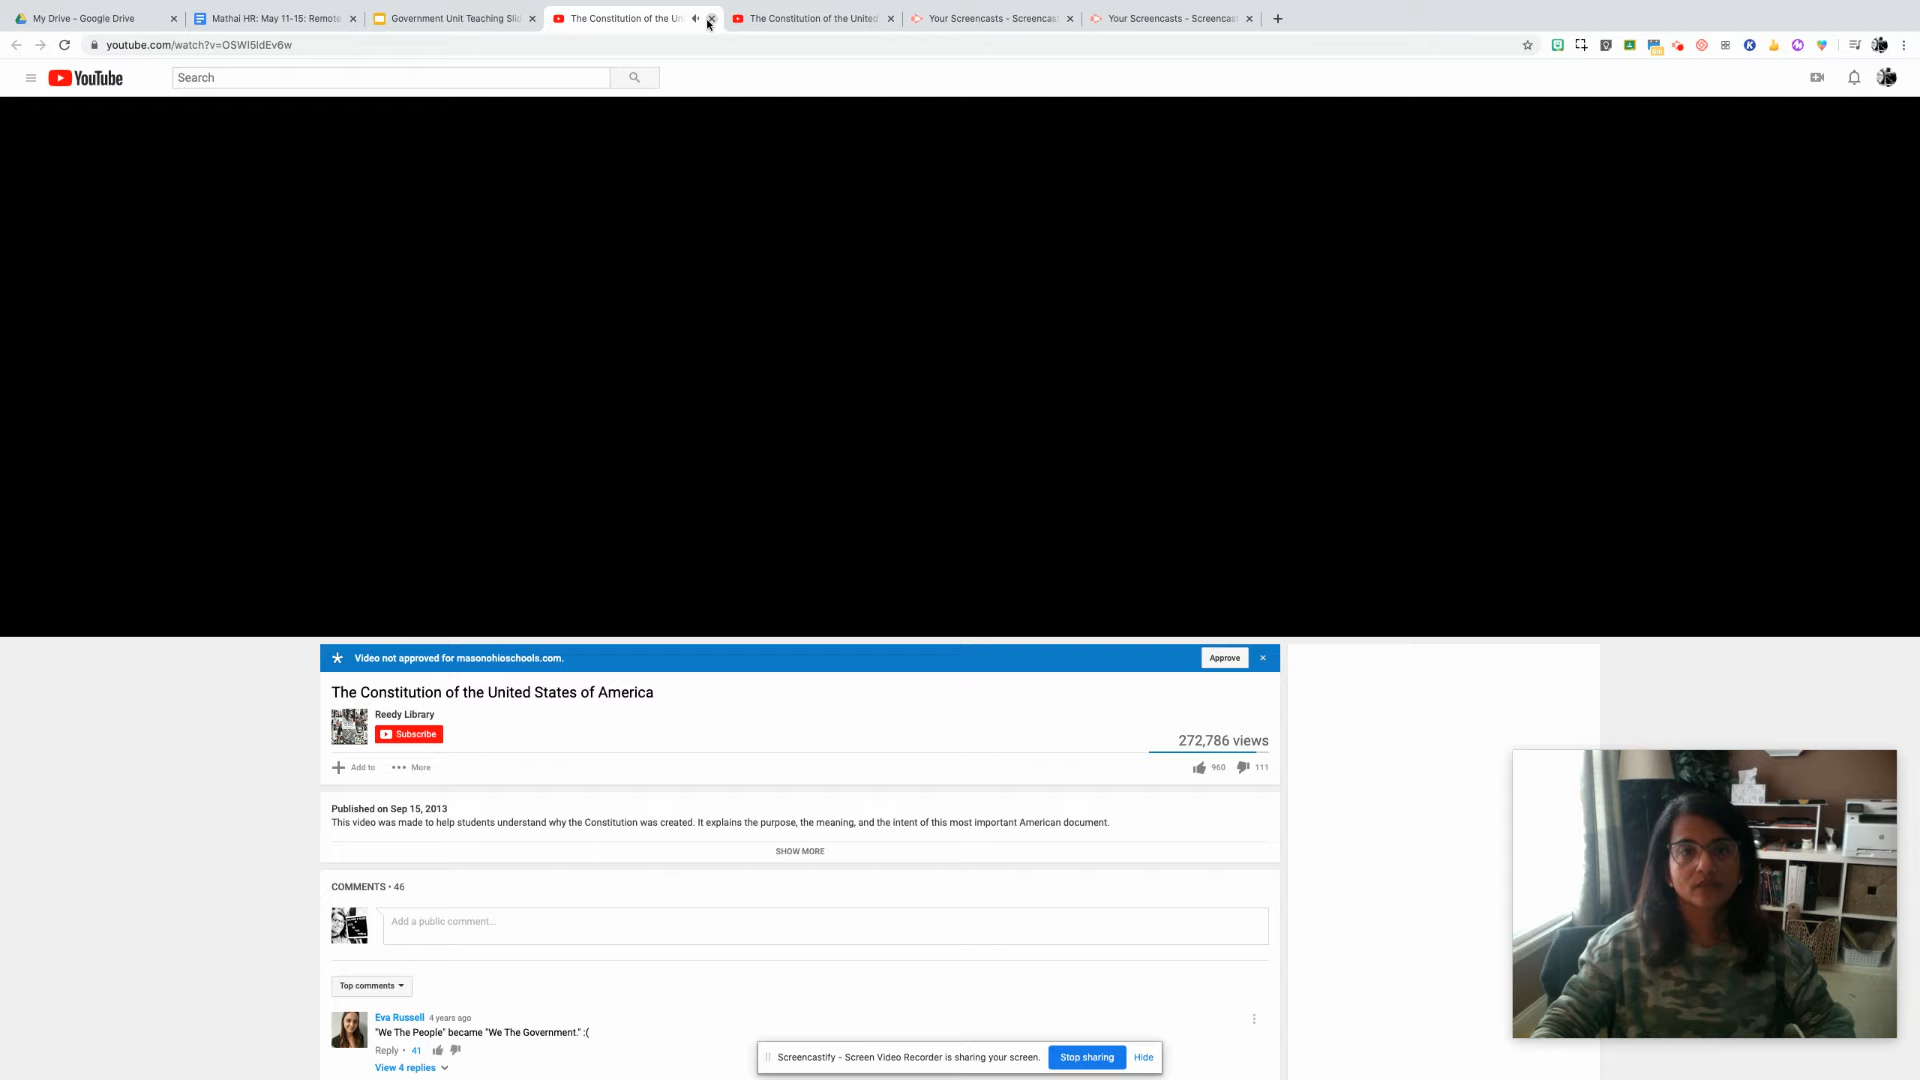 My Drive - Google Drive
Mathai HR: May 11-15: Remote
Government Unit Teaching Slid
The Constitution of the Un
The Constitution of the United
Your Screencasts - Screencast
Your Screencasts - Screencast
youtube.com/watch?v=OSWI5ldEv6w
YouTube
Search
Video not approved for masonohioschools.com.
Approve
The Constitution of the United States of America
Reedy Library
Subscribe
272,786 views
Add to
More
960
111
Published on Sep 15, 2013
This video was made to help students understand why the Constitution was created. It explains the purpose, the meaning, and the intent of this most important American document.
SHOW MORE
COMMENTS • 46
Add a public comment...
Top comments
Eva Russell 4 years ago
"We The People" became "We The Government." :(
Reply • 41
View 4 replies
Screencastify - Screen Video Recorder is sharing your screen.
Stop sharing
Hide